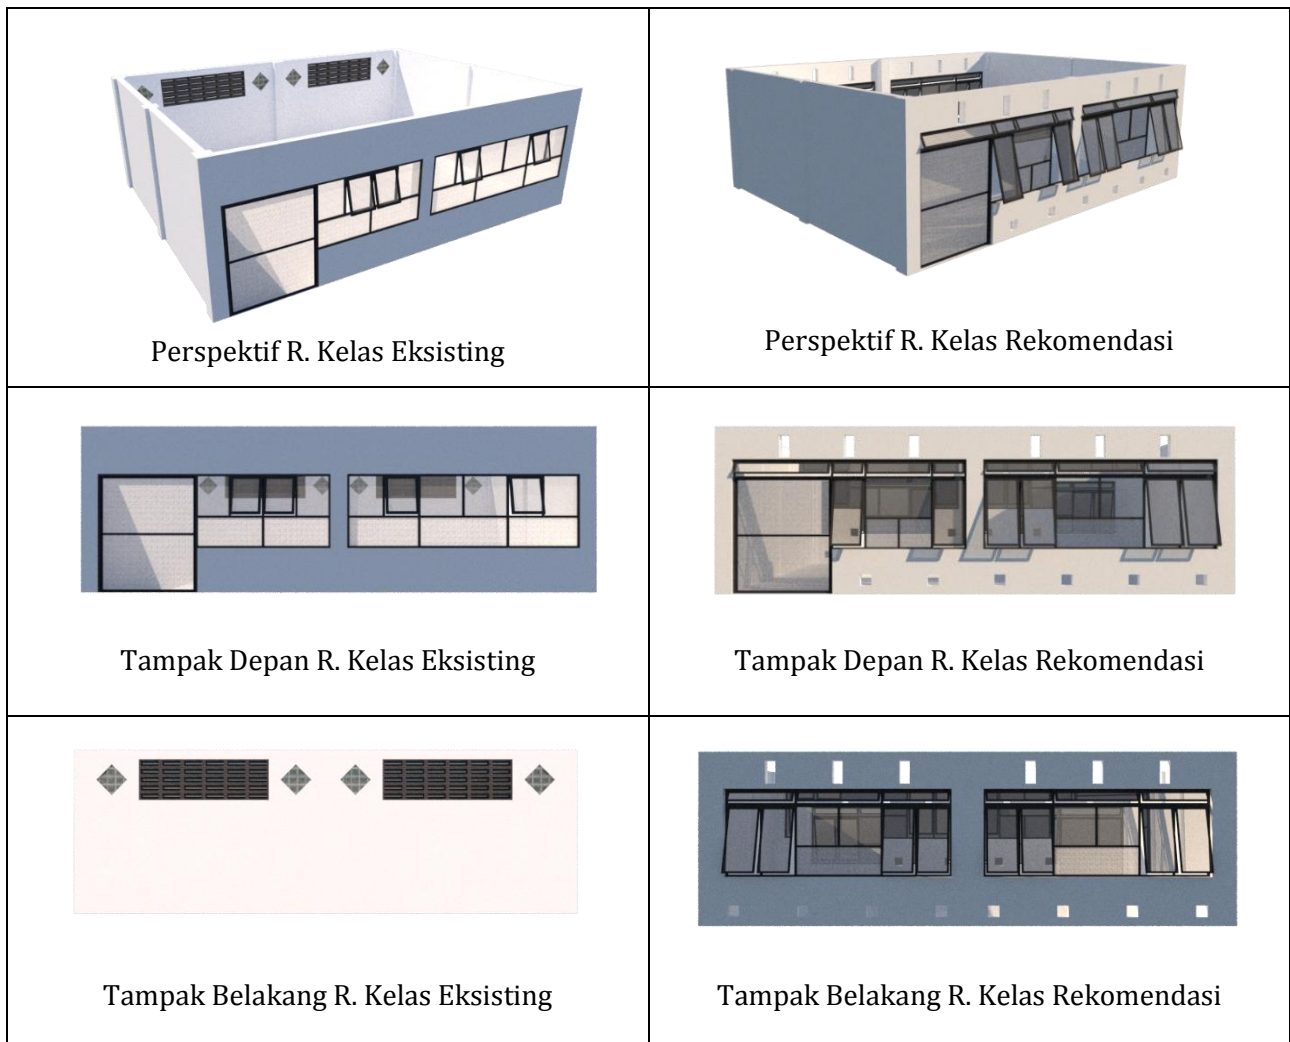 Perspektif R. Kelas Eksisting
Perspektif R. Kelas Rekomendasi
Tampak Depan R. Kelas Eksisting
Tampak Depan R. Kelas Rekomendasi
Tampak Belakang R. Kelas Eksisting
Tampak Belakang R. Kelas Rekomendasi